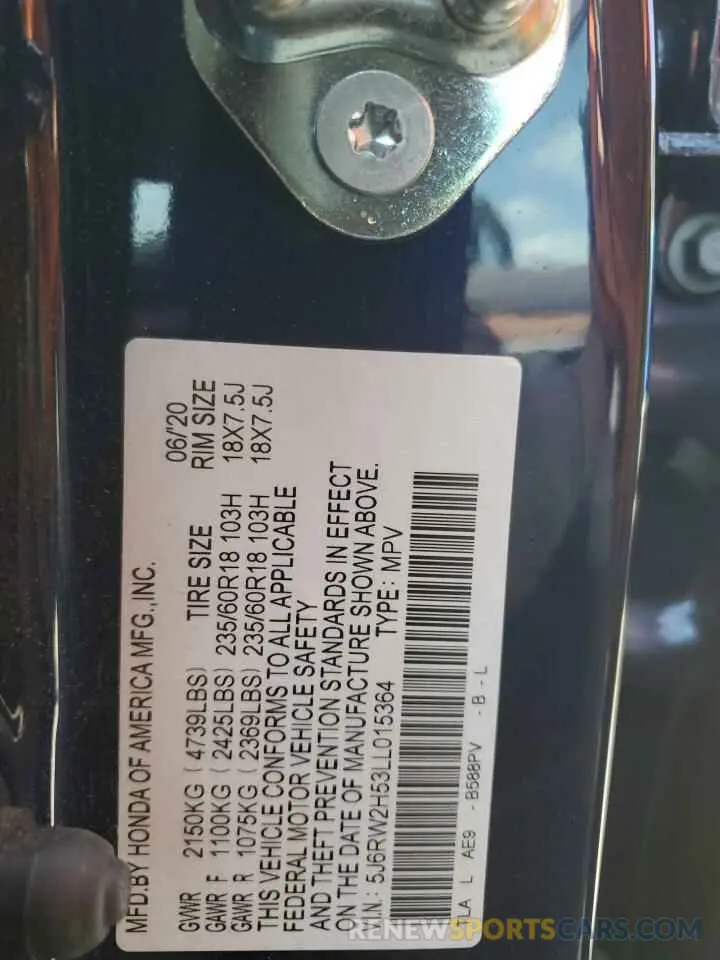 MFD.BY HONDA OF AMERICA MFG.,INC.
06/'20
GVWR 2150KG ( 4739LBS) TIRE SIZE RIM SIZE
GAWR F 1100KG ( 2425LBS) 235/60R18 103H 18X7.5J
GAWR R 1075KG ( 2369LBS) 235/60R18 103H 18X7.5J
THIS VEHICLE CONFORMS TO ALL APPLICABLE
FEDERAL MOTOR VEHICLE SAFETY
AND THEFT PREVENTION STANDARDS IN EFFECT
ON THE DATE OF MANUFACTURE SHOWN ABOVE.
V.I.N.: 5J6RW2H53LL015364 TYPE: MPV
LA L AE9 - B588PV - B - L
RENEWSPORTSCARS.COM